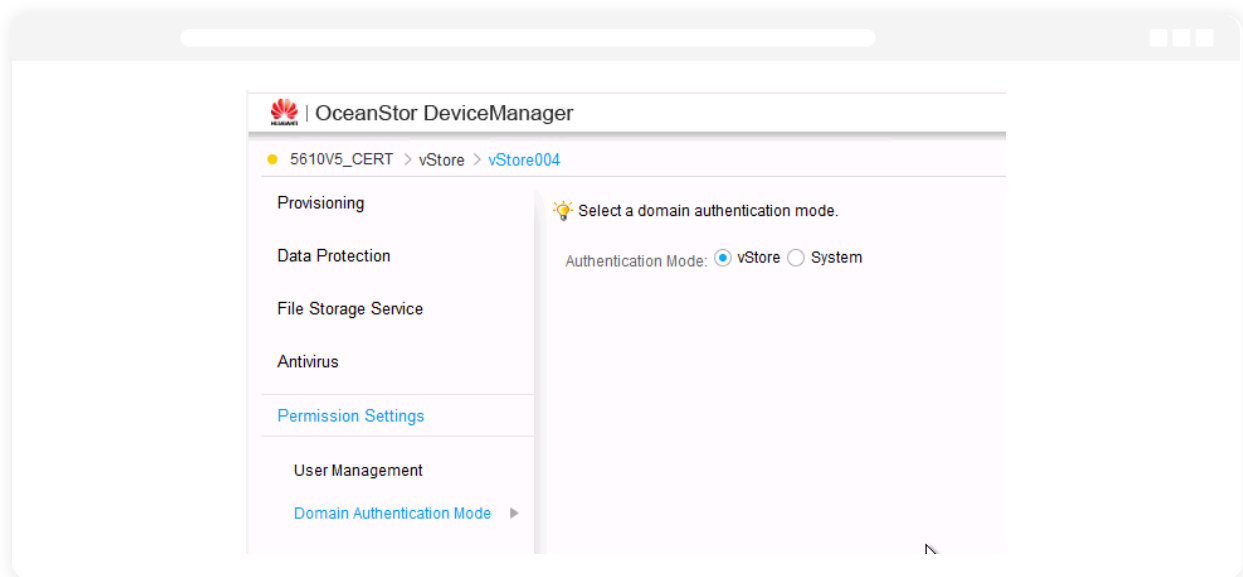 HUAWEI | OceanStor DeviceManager
5610V5_CERT > vStore > vStore004
Provisioning
Data Protection
File Storage Service
Antivirus
Permission Settings
User Management
Domain Authentication Mode
Select a domain authentication mode.
Authentication Mode: vStore System